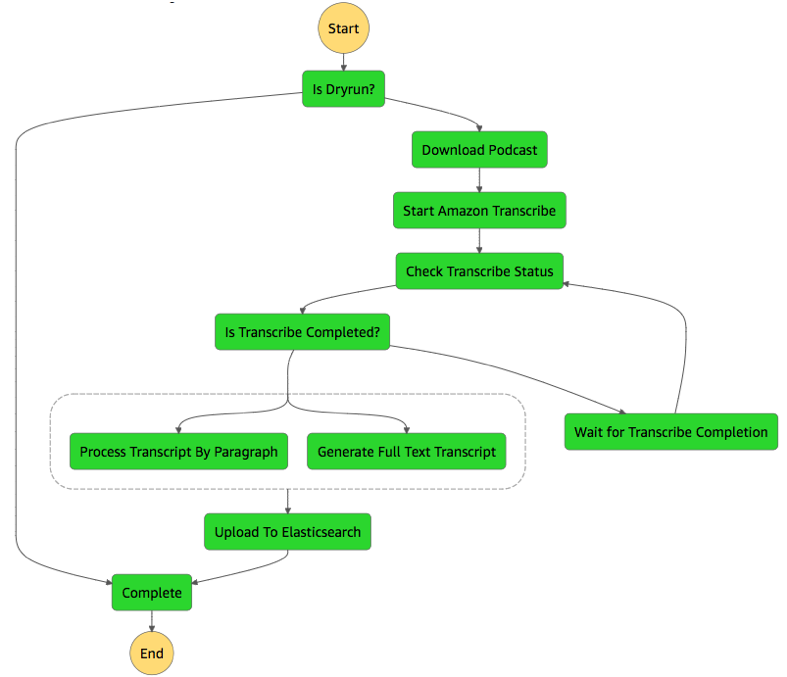 Start
Is Dryrun?
Download Podcast
Start Amazon Transcribe
Check Transcribe Status
Is Transcribe Completed?
Wait for Transcribe Completion
Process Transcript By Paragraph
Generate Full Text Transcript
Upload To Elasticsearch
Complete
End